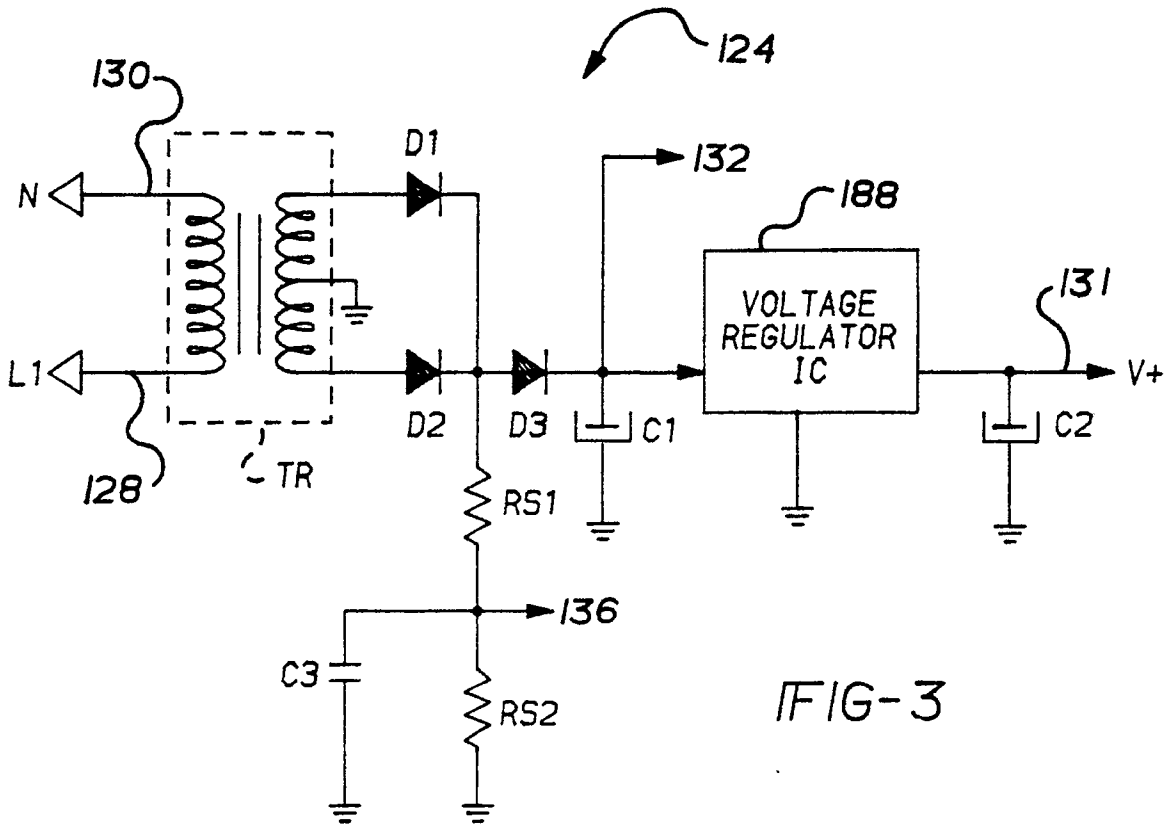 124
130
D1
132
N
188
VOLTAGE
REGULATOR
IC
131
L1
V+
D2
D3
C1
C2
128
TR
RS1
136
C3
RS2
FIG-3